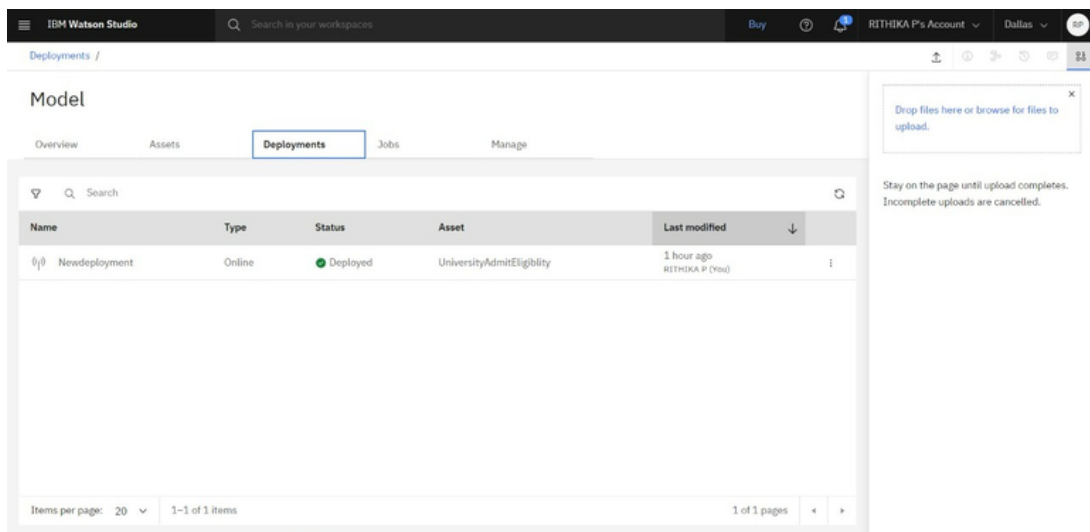 IBM Watson Studio
Search in your workspaces
Buy
1
RITHIKA P's Account
Dallas
RP
Deployments /
Model
Overview
Assets
Deployments
Jobs
Manage
Drop files here or browse for files to
upload.
Stay on the page until upload completes.
Incomplete uploads are cancelled.
Search
Name Type Status Asset Last modified
Newdeployment Online Deployed UniversityAdmitEligiblity 1 hour ago
RITHIKA P (You)
Items per page: 20 1–1 of 1 items 1 of 1 pages